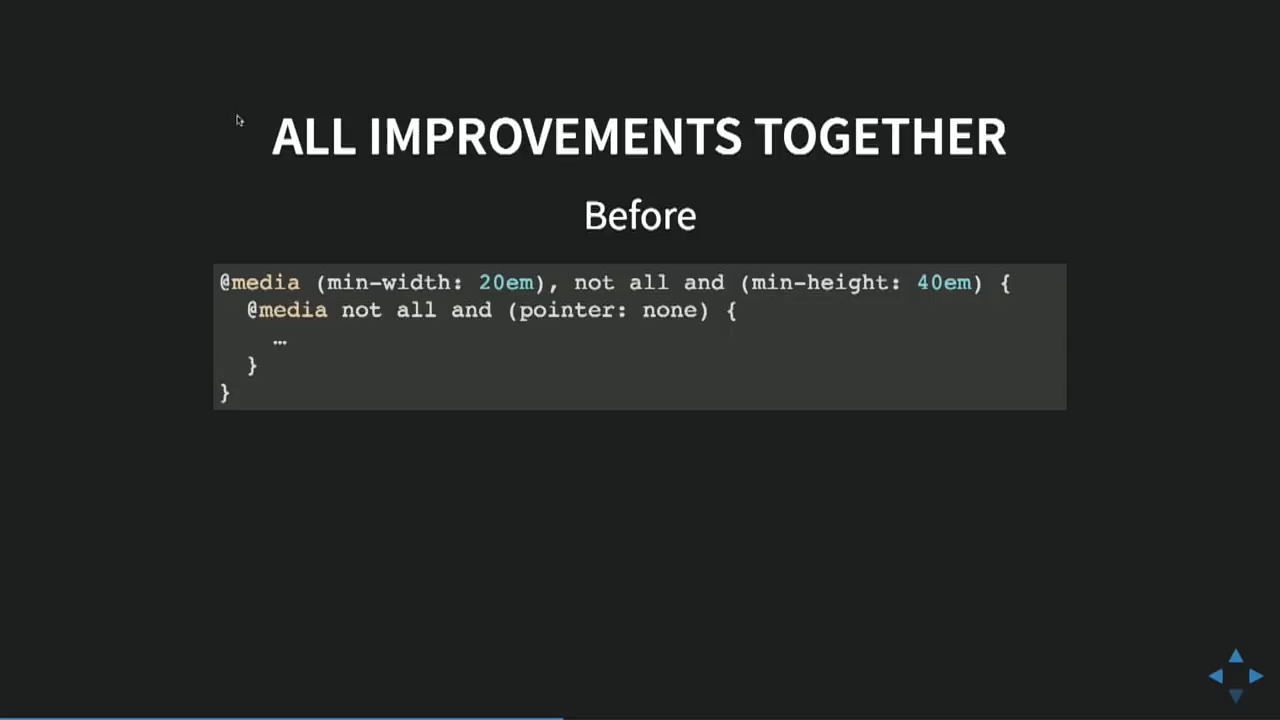 ALL IMPROVEMENTS TOGETHER
Before
@media (min-width: 20em), not all and (min-height: 40em) {
  @media not all and (pointer: none) {
    …
  }
}